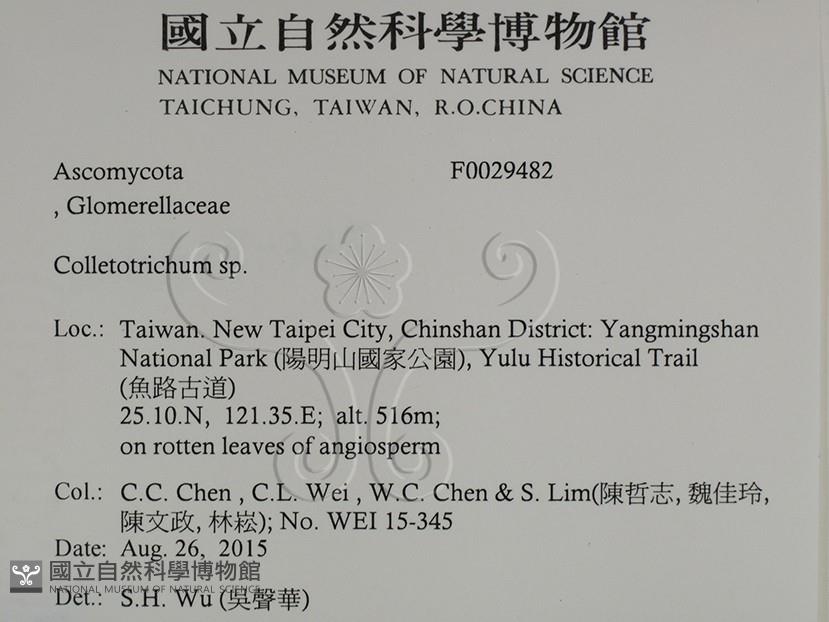 國立自然科學博物館
NATIONAL MUSEUM OF NATURAL SCIENCE
TAICHUNG, TAIWAN, R.O.CHINA
Ascomycota F0029482
, Glomerellaceae
Colletotrichum sp.
Loc.: Taiwan. New Taipei City, Chinshan District: Yangmingshan
National Park (陽明山國家公園), Yulu Historical Trail
(魚路古道)
25.10.N, 121.35.E; alt. 516m;
on rotten leaves of angiosperm
Col.: C.C. Chen , C.L. Wei , W.C. Chen & S. Lim(陳哲志, 魏佳玲,
陳文政, 林崧); No. WEI 15-345
Date: Aug. 26, 2015
國立自然科學博物館
NATIONAL MUSEUM OF NATURAL SCIENCE
Det.: S.H. Wu (吳聲華)